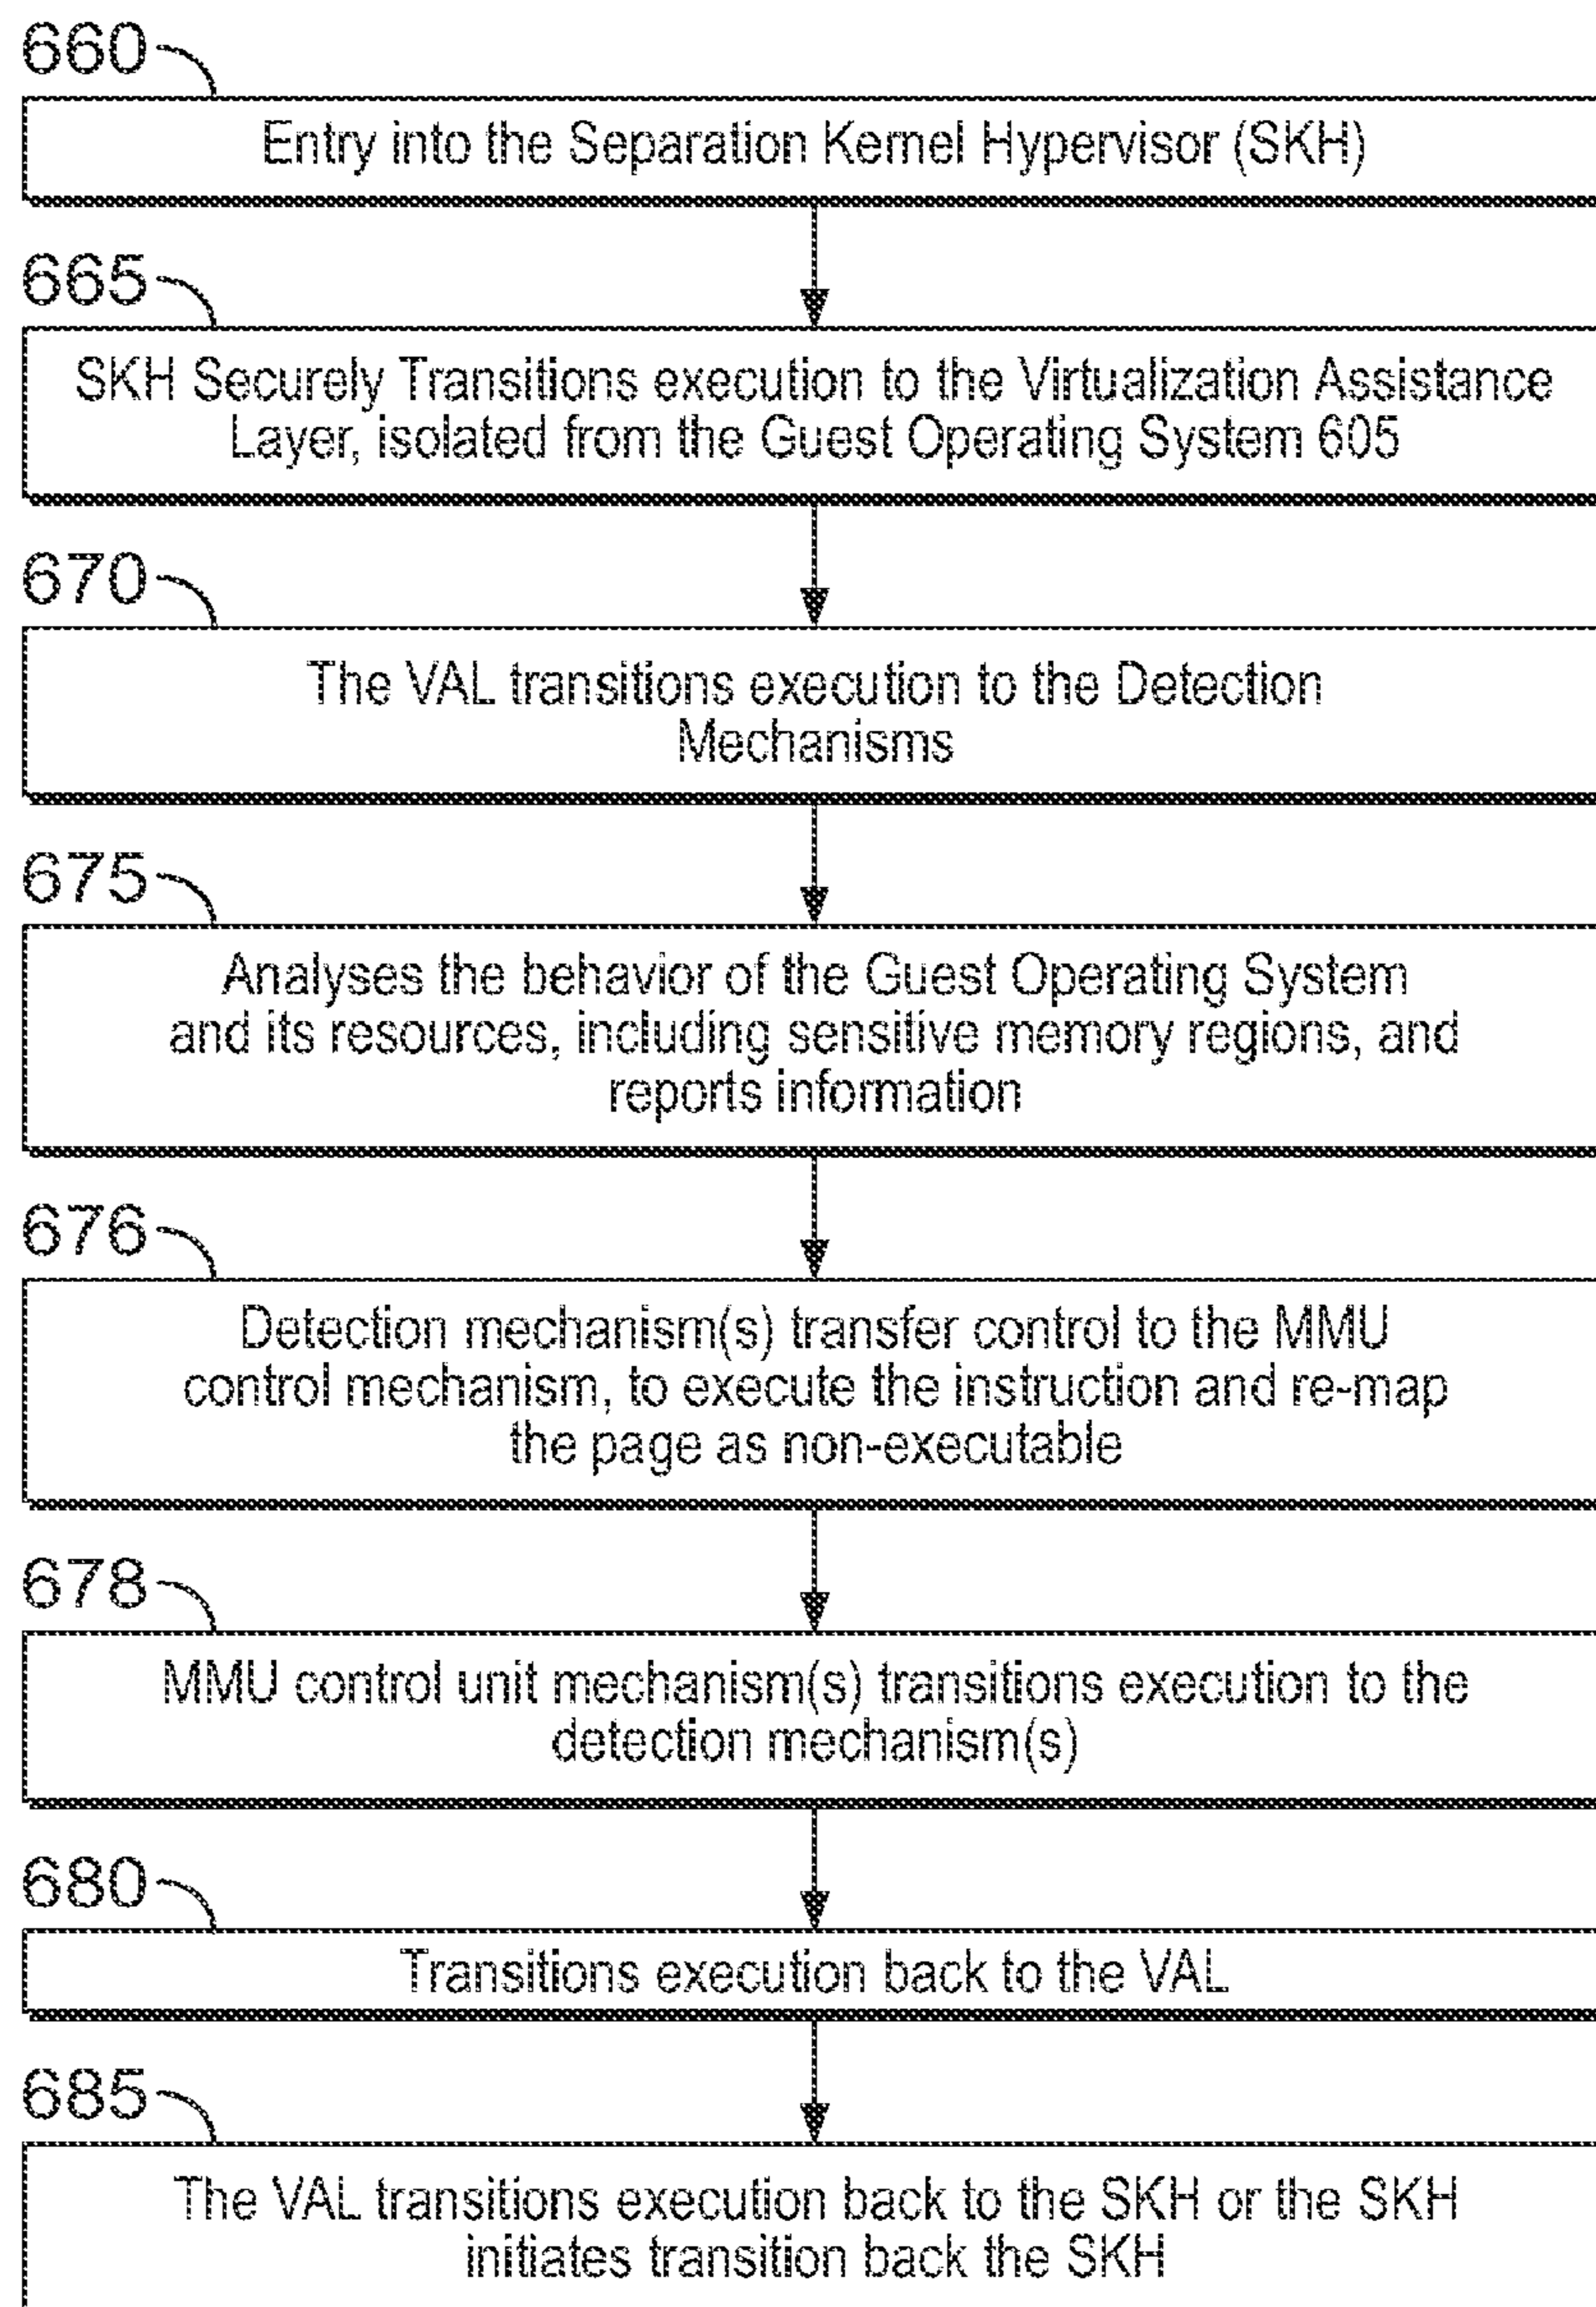 660
Entry into the Separation Kernel Hypervisor (SKH)
665
SKH Securely Transitions execution to the Virtualization Assistance
Layer, isolated from the Guest Operating System 605
670
The VAL transitions execution to the Detection
Mechanisms
675
Analyses the behavior of the Guest Operating System
and its resources, including sensitive memory regions, and
reports information
676
Detection mechanism(s) transfer control to the MMU
control mechanism, to execute the instruction and re-map
the page as non-executable
678
MMU control unit mechanism(s) transitions execution to the
detection mechanism(s)
680
Transitions execution back to the VAL
685
The VAL transitions execution back to the SKH or the SKH
initiates transition back the SKH